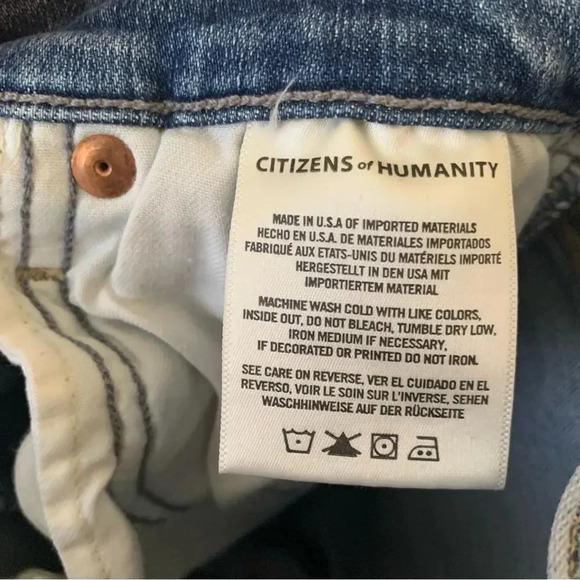 CITIZENS of HUMANITY
MADE IN U.S.A OF IMPORTED MATERIALS
HECHO EN U.S.A. DE MATERIALES IMPORTADOS
FABRIQUÉ AUX ETATS-UNIS DU MATÉRIELS IMPORTÉ
HERGESTELLT IN DEN USA MIT
IMPORTIERTEM MATERIAL
MACHINE WASH COLD WITH LIKE COLORS,
INSIDE OUT, DO NOT BLEACH, TUMBLE DRY LOW.
IRON MEDIUM IF NECESSARY,
IF DECORATED OR PRINTED DO NOT IRON.
SEE CARE ON REVERSE, VER EL CUIDADO EN EL
REVERSO, VOIR LE SOIN SUR L'INVERSE, SEHEN
WASCHHINWEISE AUF DER RÜCKSEITE